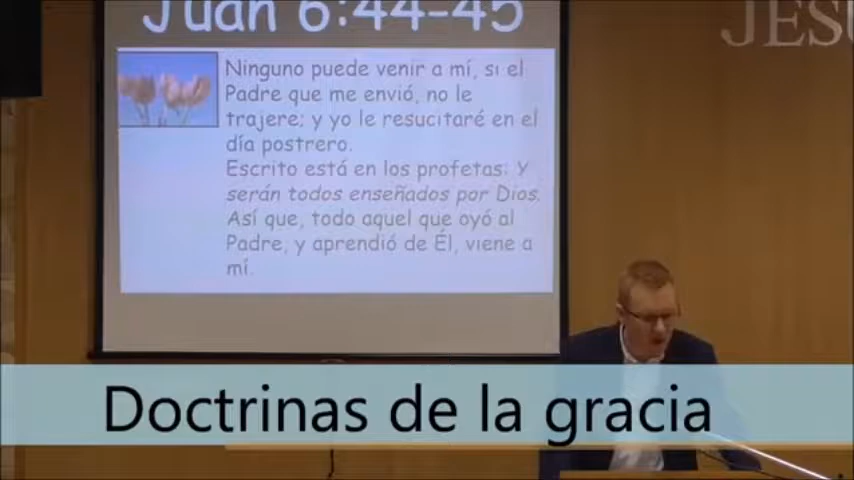 Juan 6:44-45
JESU
Ninguno puede venir a mí, si el
Padre que me envió, no le
trajere; y yo le resucitaré en el
día postrero.
Escrito está en los profetas: Y
serán todos enseñados por Dios.
Así que, todo aquel que oyó al
Padre, y aprendió de Él, viene a
mí.
Doctrinas de la gracia